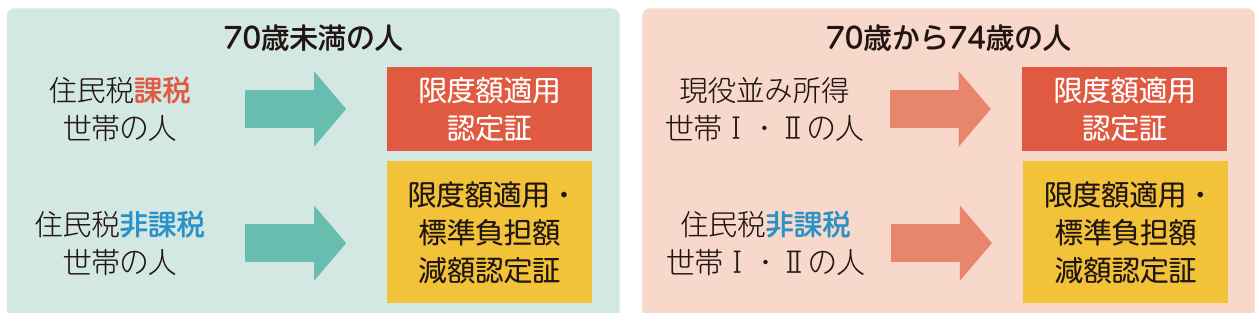 70歳未満の人
住民税課税
世帯の人
限度額適用
認定証
住民税非課税
世帯の人
限度額適用・
標準負担額
減額認定証
70歳から74歳の人
現役並み所得
世帯Ⅰ・Ⅱの人
限度額適用
認定証
住民税非課税
世帯Ⅰ・Ⅱの人
限度額適用・
標準負担額
減額認定証